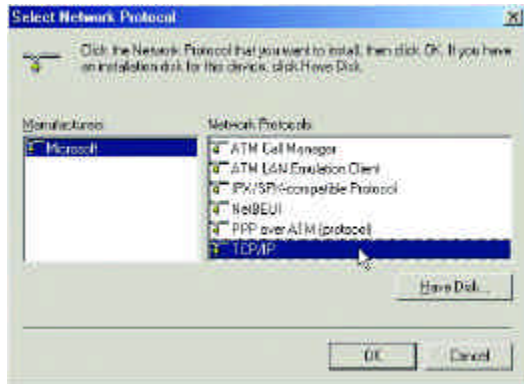 Select Network Protocol
Click the Network Protocol that you want to install, then click OK. If you have
an installation disk for this device, click Have Disk.
Manufacturers:
Network Protocols:
Microsoft
ATM Call Manager
ATM LAN Emulation Client
IPX/SPX-compatible Protocol
NetBEUI
PPP over ATM (protocol)
TCP/IP
Have Disk...
OK
Cancel